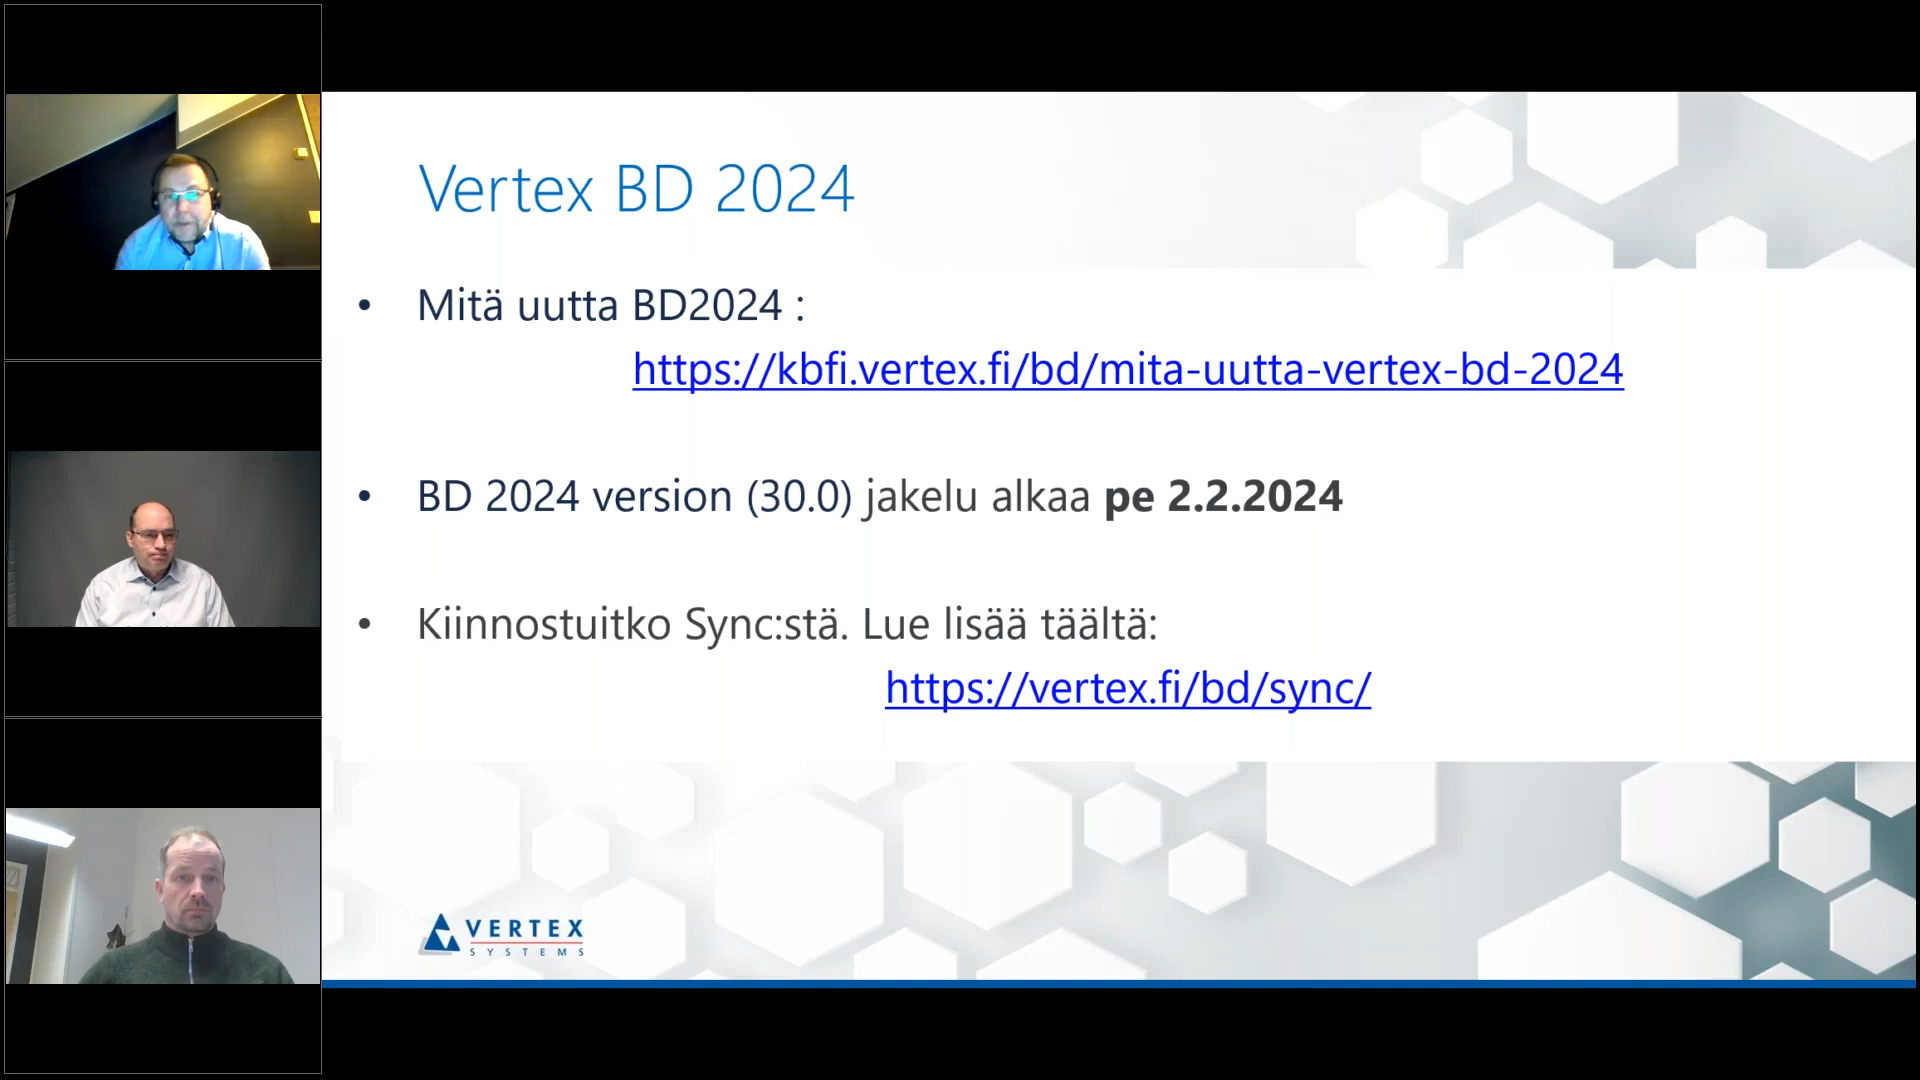 Vertex BD 2024
• Mitä uutta BD2024 :
https://kbfi.vertex.fi/bd/mita-uutta-vertex-bd-2024
• BD 2024 version (30.0) jakelu alkaa pe 2.2.2024
• Kiinnostuitko Sync:stä. Lue lisää täältä:
https://vertex.fi/bd/sync/
VERTEX
SYSTEMS